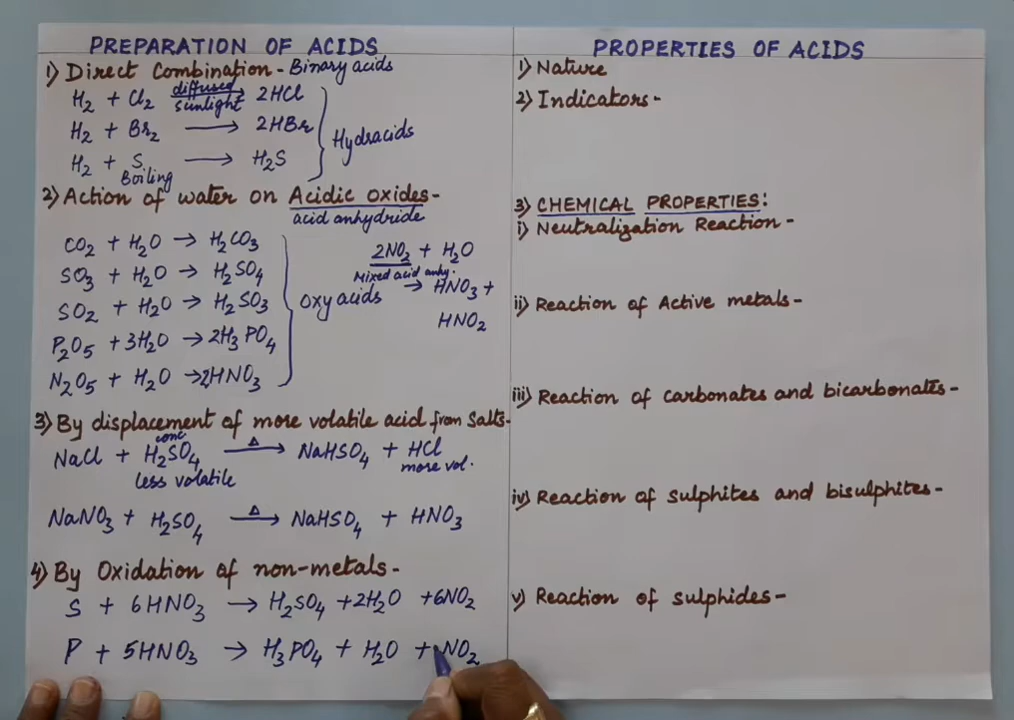 PREPARATION OF ACIDS
1) Direct Combination - Binary acids
H₂ + Cl₂ diffused sunlight → 2HCl
H₂ + Br₂ → 2HBr
H₂ + S → H₂S
Boiling
Hydracids
2) Action of water on Acidic oxides-
acid anhydride
CO₂ + H₂O → H₂CO₃
SO₃ + H₂O → H₂SO₄
SO₂ + H₂O → H₂SO₃
P₂O₅ + 3H₂O → 2H₃PO₄
N₂O₅ + H₂O → 2HNO₃
Oxyacids
2NO₂ + H₂O
Mixed acid anhy.
→ HNO₃ +
HNO₂
3) By displacement of more volatile acid from Salts-
conc
NaCl + H₂SO₄ Δ→ NaHSO₄ + HCl
less volatile more vol.
NaNO₃ + H₂SO₄ Δ→ NaHSO₄ + HNO₃
4) By Oxidation of non-metals-
S + 6HNO₃ → H₂SO₄ + 2H₂O + 6NO₂
P + 5HNO₃ → H₃PO₄ + H₂O + NO₂
PROPERTIES OF ACIDS
1) Nature
2) Indicators-
3) CHEMICAL PROPERTIES:
i) Neutralization Reaction-
ii) Reaction of Active metals-
iii) Reaction of carbonates and bicarbonates-
iv) Reaction of sulphites and bisulphites-
v) Reaction of sulphides-